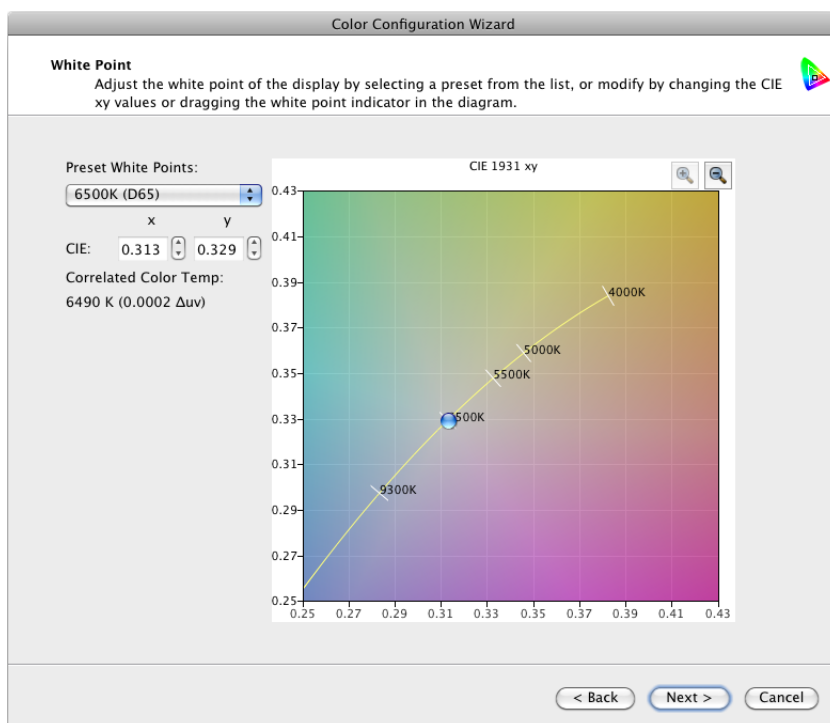 Color Configuration Wizard
White Point
Adjust the white point of the display by selecting a preset from the list, or modify by changing the CIE
xy values or dragging the white point indicator in the diagram.
Preset White Points:
6500K (D65)
x y
CIE: 0.313 0.329
Correlated Color Temp:
6490 K (0.0002 Δuv)
CIE 1931 xy
0.43
0.41
0.39
0.37
0.35
0.33
0.31
0.29
0.27
0.25
4000K
5000K
5500K
500K
9300K
0.25 0.27 0.29 0.31 0.33 0.35 0.37 0.39 0.41 0.43
< Back Next > Cancel